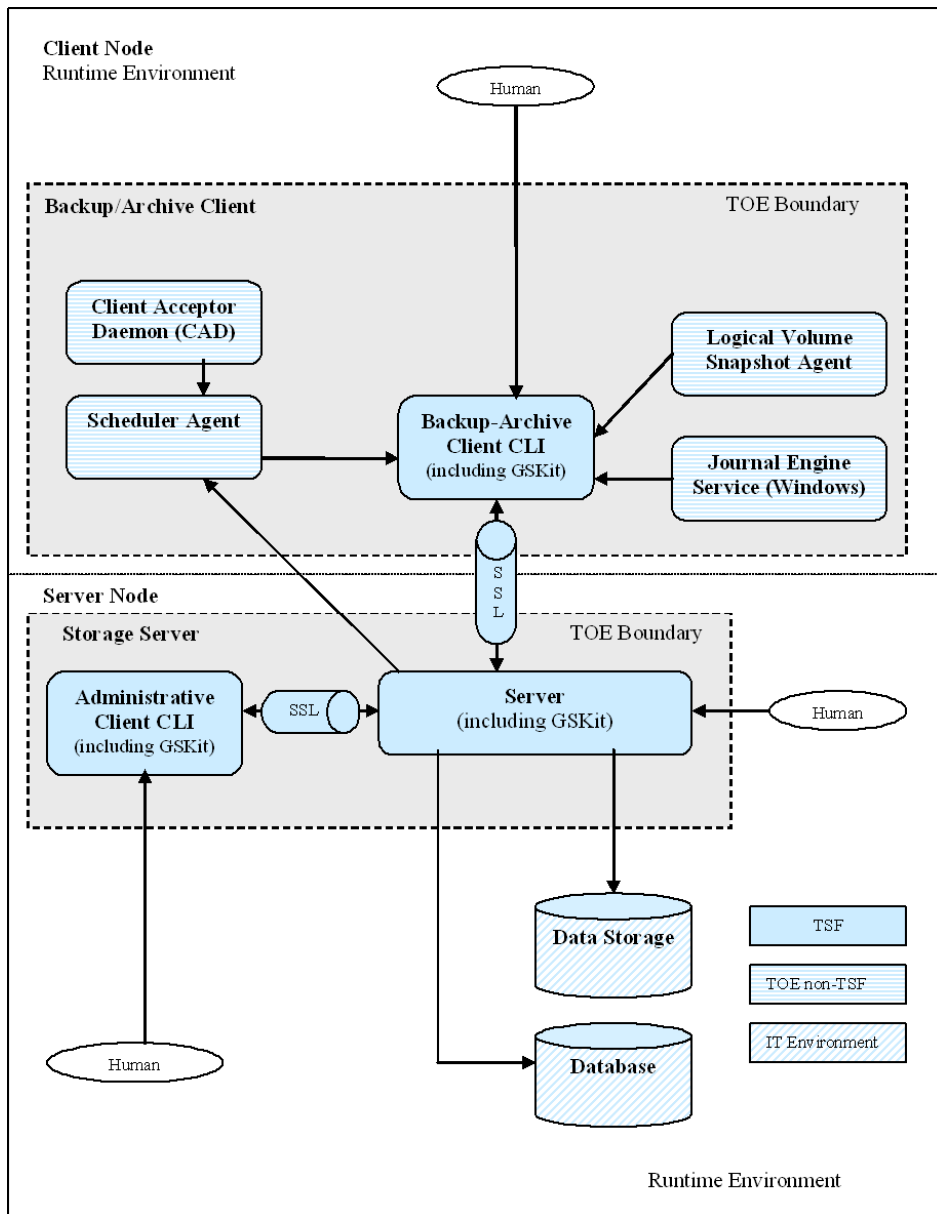 Client Node
Runtime Environment
Human
Backup/Archive Client
TOE Boundary
Client Acceptor
Daemon (CAD)
Logical Volume
Snapshot Agent
Scheduler Agent
Backup-Archive
Client CLI
(including GSKit)
Journal Engine
Service (Windows)
S
S
L
Server Node
Storage Server
TOE Boundary
Administrative
Client CLI
(including GSKit)
SSL
Server
(including GSKit)
Human
Data Storage
TSF
TOE non-TSF
IT Environment
Database
Human
Runtime Environment